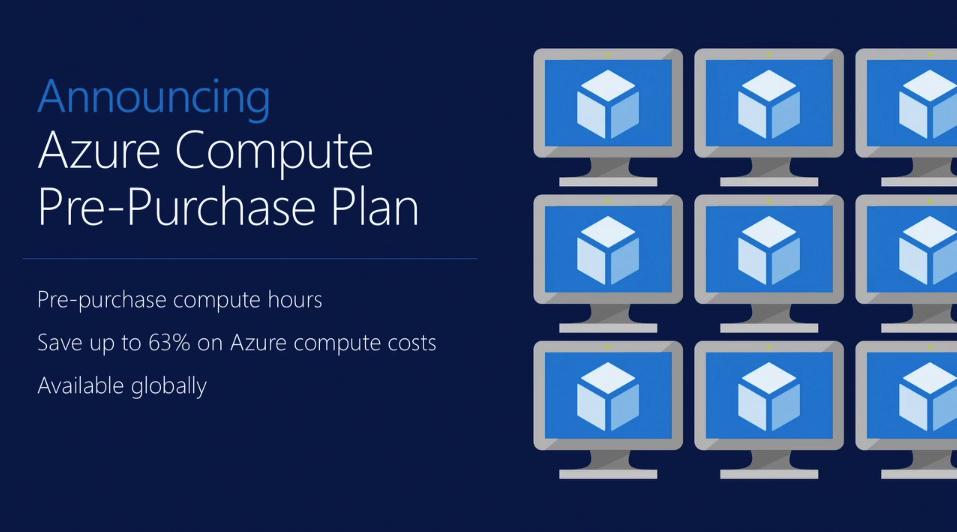 Announcing
Azure Compute
Pre-Purchase Plan
Pre-purchase compute hours
Save up to 63% on Azure compute costs
Available globally